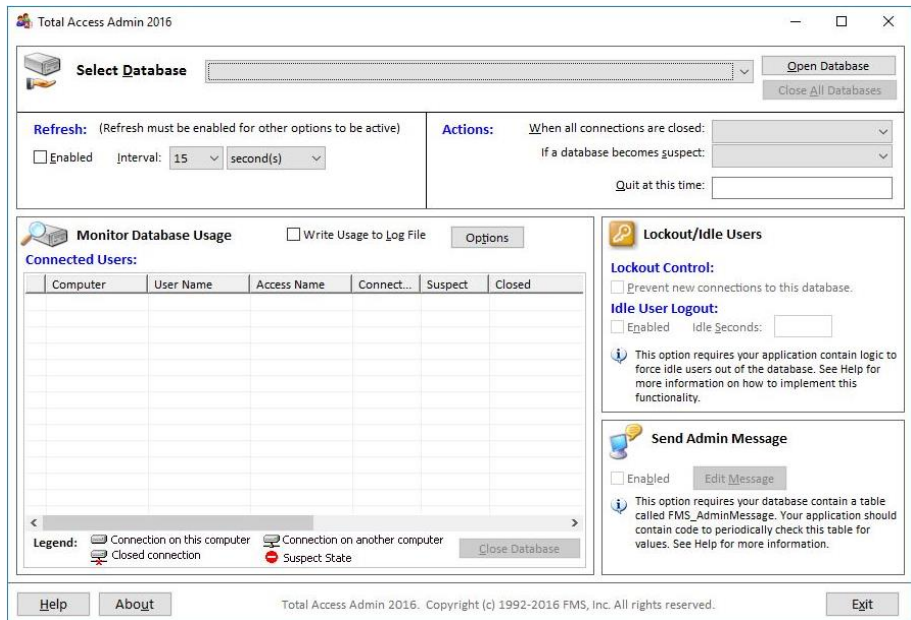 Total Access Admin 2016
Select Database
Open Database
Close All Databases
Refresh: (Refresh must be enabled for other options to be active)
Enabled Interval: 15 second(s)
Actions:
When all connections are closed:
If a database becomes suspect:
Quit at this time:
Monitor Database Usage
Write Usage to Log File
Options
Connected Users:
Computer User Name Access Name Connect... Suspect Closed
Legend:
Connection on this computer
Connection on another computer
Closed connection
Suspect State
Close Database
Lockout/Idle Users
Lockout Control:
Prevent new connections to this database.
Idle User Logout:
Enabled Idle Seconds:
This option requires your application contain logic to
force idle users out of the database. See Help for
more information on how to implement this
functionality.
Send Admin Message
Enabled Edit Message
This option requires your database contain a table
called FMS_AdminMessage. Your application should
contain code to periodically check this table for
values. See Help for more information.
Help
About
Total Access Admin 2016. Copyright (c) 1992-2016 FMS, Inc. All rights reserved.
Exit